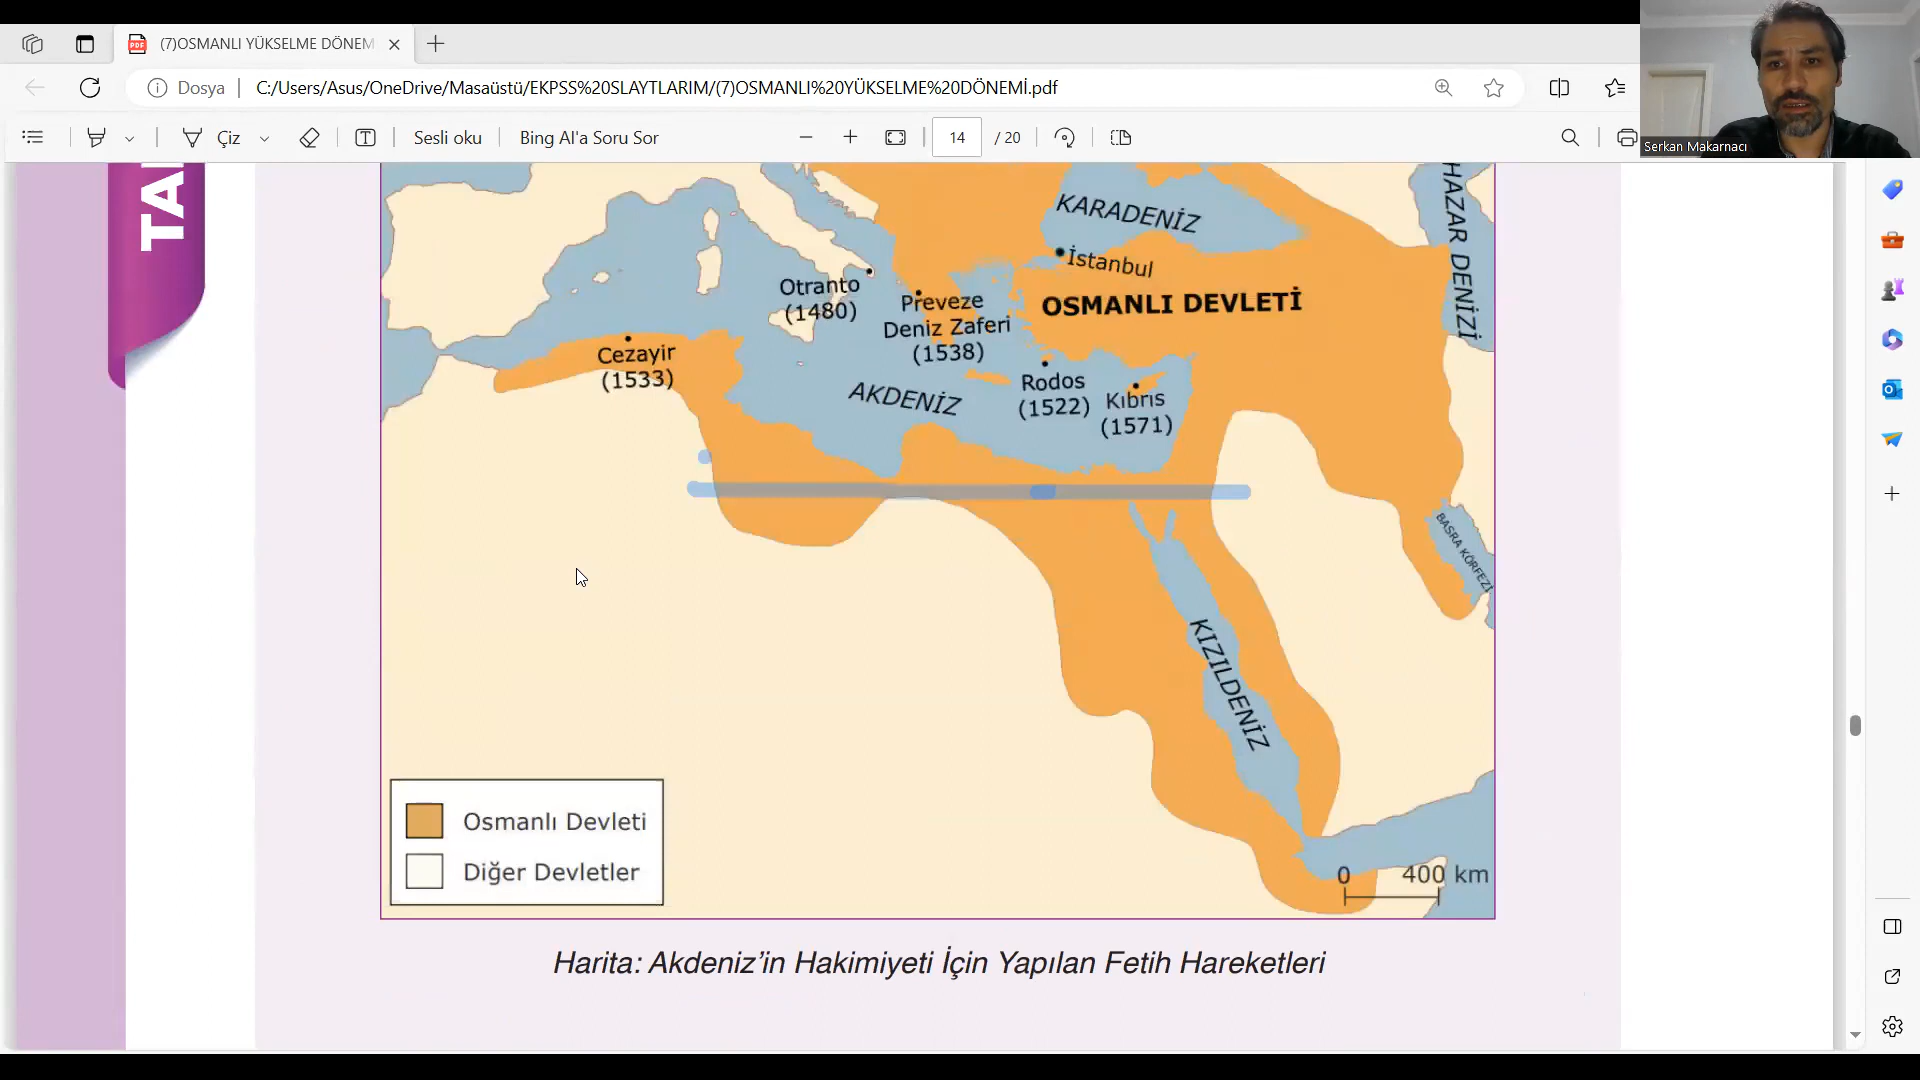 (7)OSMANLI YÜKSELME DÖNEM
Dosya
C:/Users/Asus/OneDrive/Masaüstü/EKPSS%20SLAYTLARIM/(7)OSMANLI%20YÜKSELME%20DÖNEMİ.pdf
Çiz
Sesli oku
Bing AI'a Soru Sor
14
/ 20
Serkan Makarnacı
KARADENİZ
HAZAR DENİZİ
İstanbul
OSMANLI DEVLETİ
Otranto
(1480)
Preveze
Deniz Zaferi
(1538)
Cezayir
(1533)
AKDENİZ
Rodos
(1522)
Kıbrıs
(1571)
BASRA KÖRFEZİ
KIZILDENİZ
Osmanlı Devleti
Diğer Devletler
0 400 km
Harita: Akdeniz'in Hakimiyeti İçin Yapılan Fetih Hareketleri